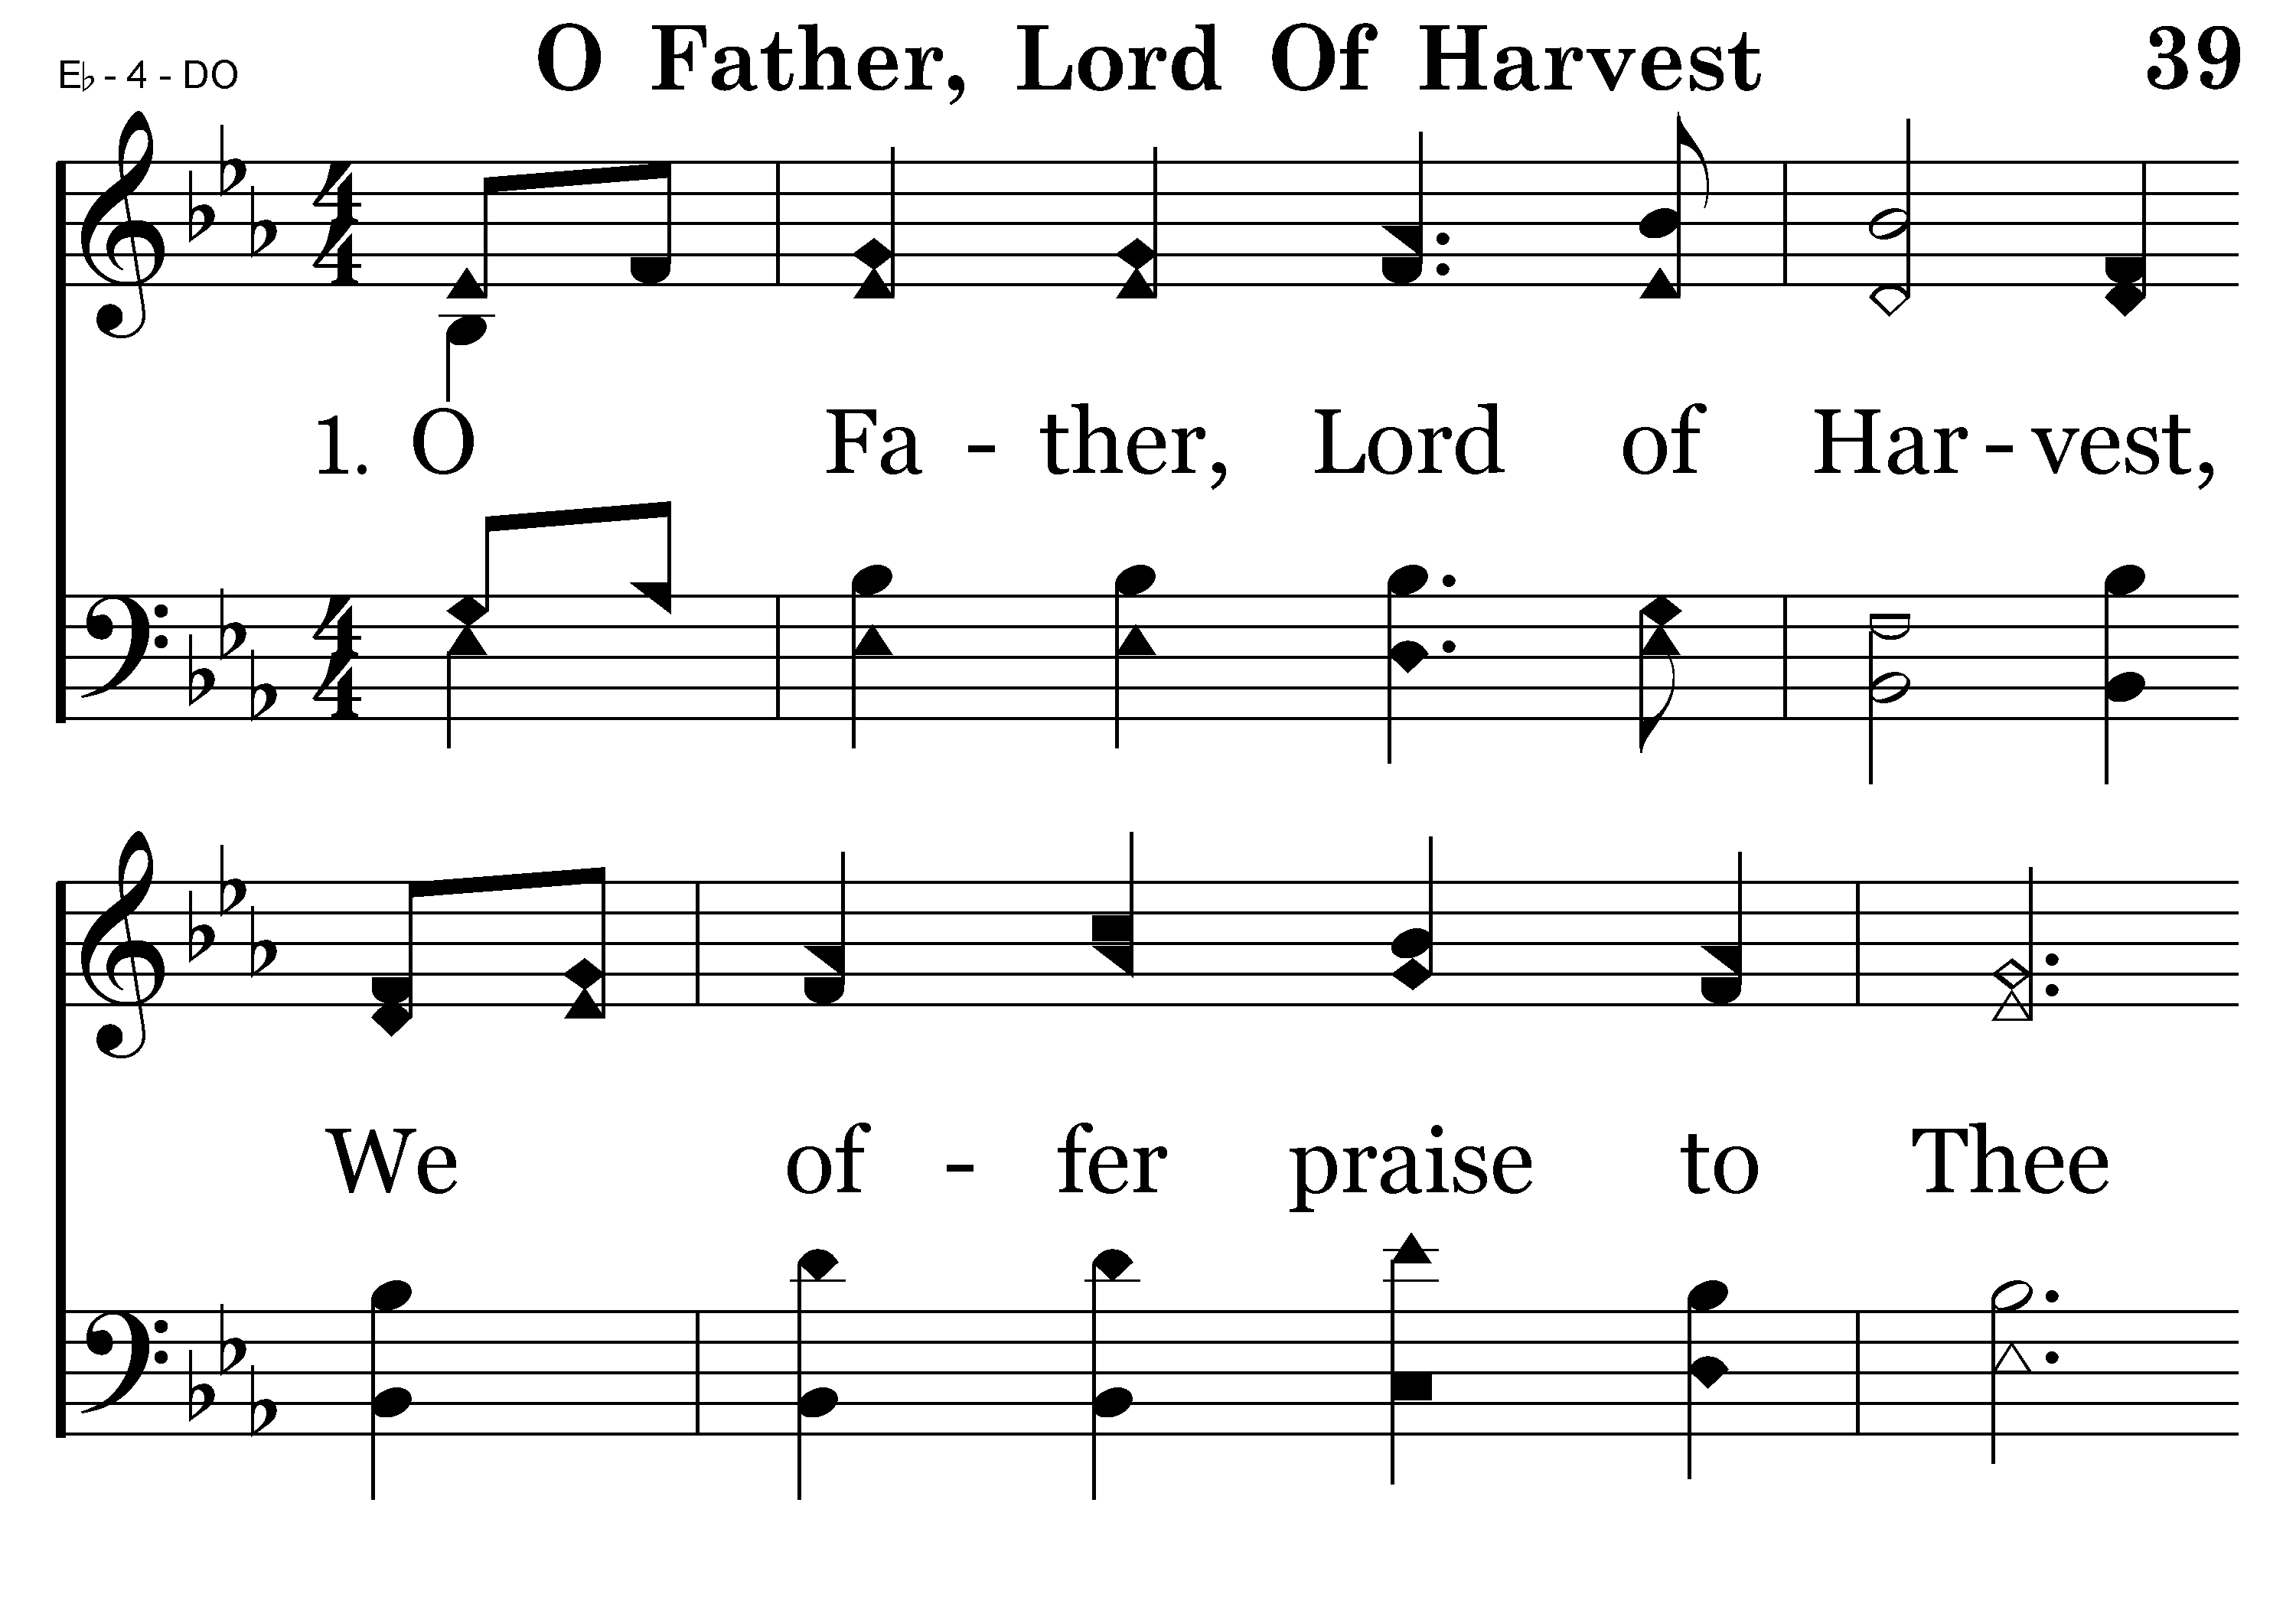 E♭ - 4 - DO O Father, Lord Of Harvest 39
1. O Fa - ther, Lord of Har - vest,
We of - fer praise to Thee